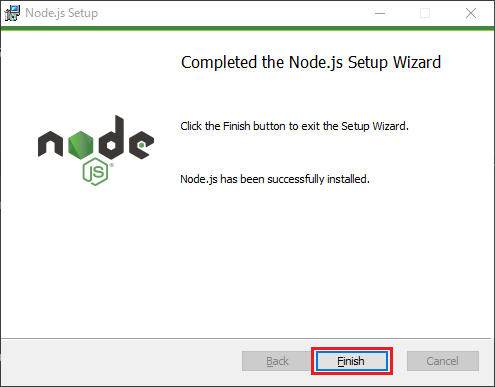 Node.js Setup
Completed the Node.js Setup Wizard
Click the Finish button to exit the Setup Wizard.
node
JS
Node.js has been successfully installed.
Back
Finish
Cancel